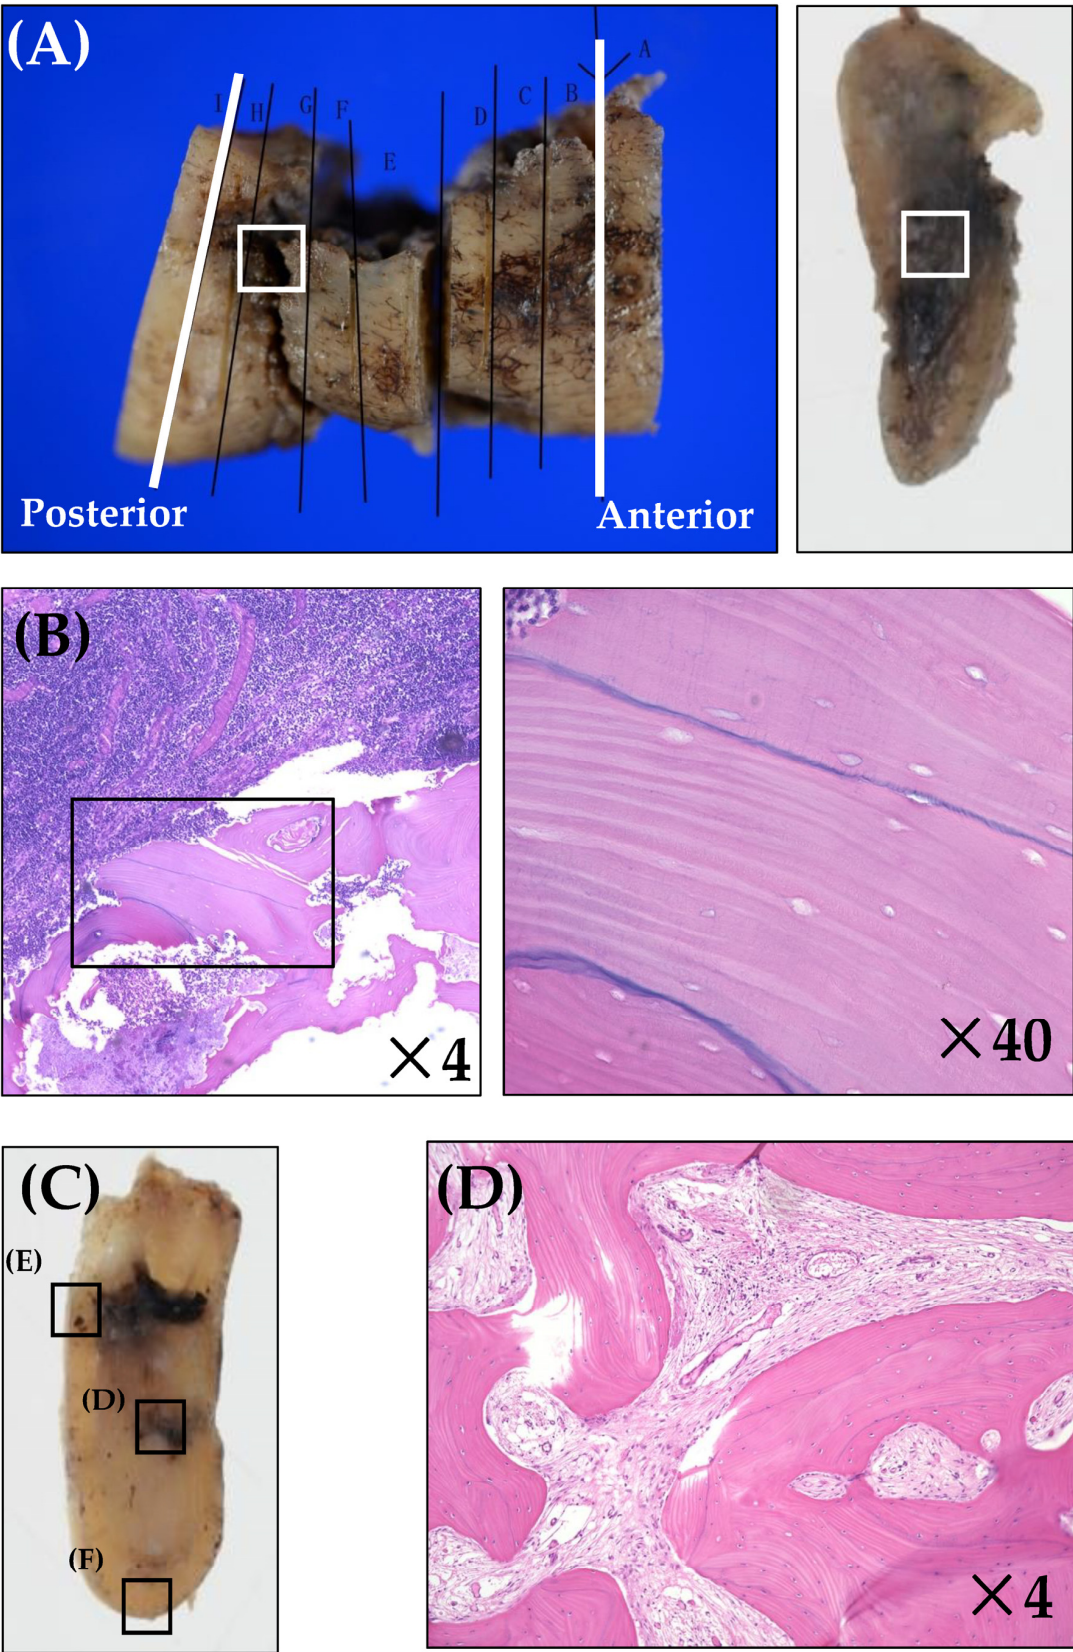 (A)
A
B
C
D
E
F
G
H
I
Posterior
Anterior
(B)
×4
×40
(C)
(E)
(D)
(F)
(D)
×4